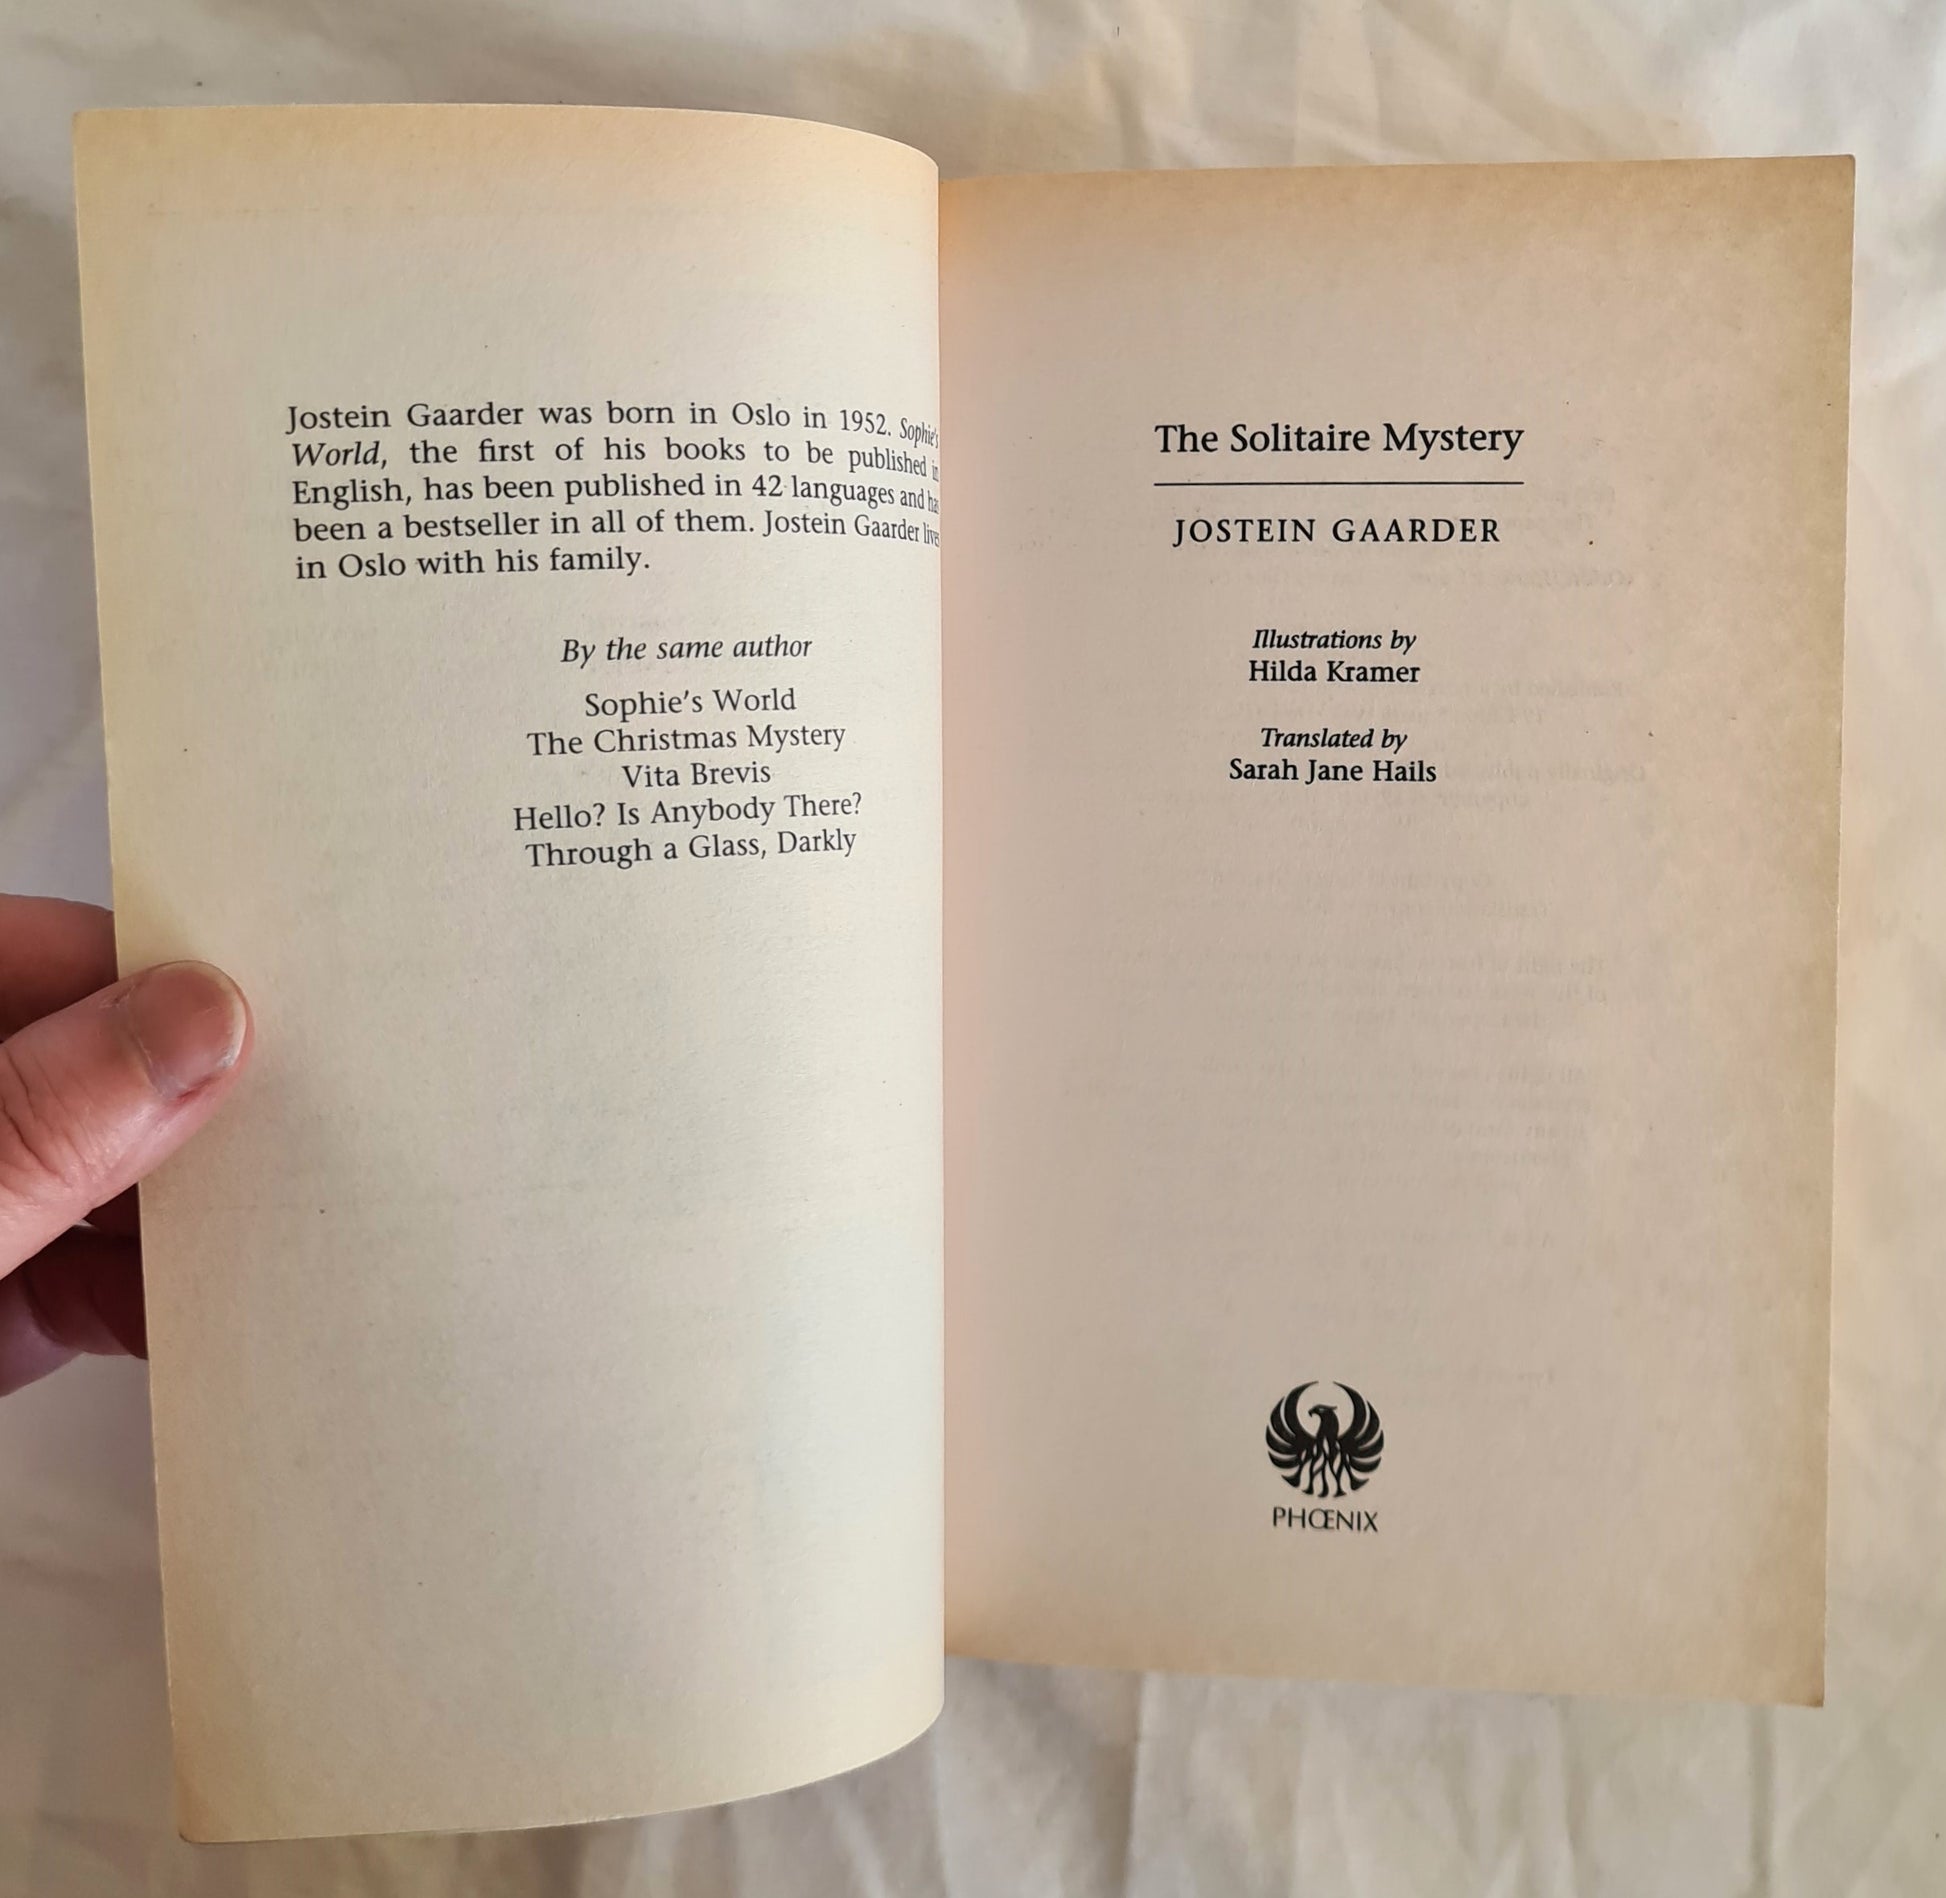 Jostein Gaarder was born in Oslo in 1952. Sophie's
World, the first of his books to be published in
English, has been published in 42 languages and has
been a bestseller in all of them. Jostein Gaarder lives
in Oslo with his family.
By the same author
Sophie's World
The Christmas Mystery
Vita Brevis
Hello? Is Anybody There?
Through a Glass, Darkly
The Solitaire Mystery
JOSTEIN GAARDER
Illustrations by
Hilda Kramer
Translated by
Sarah Jane Hails
PHŒNIX